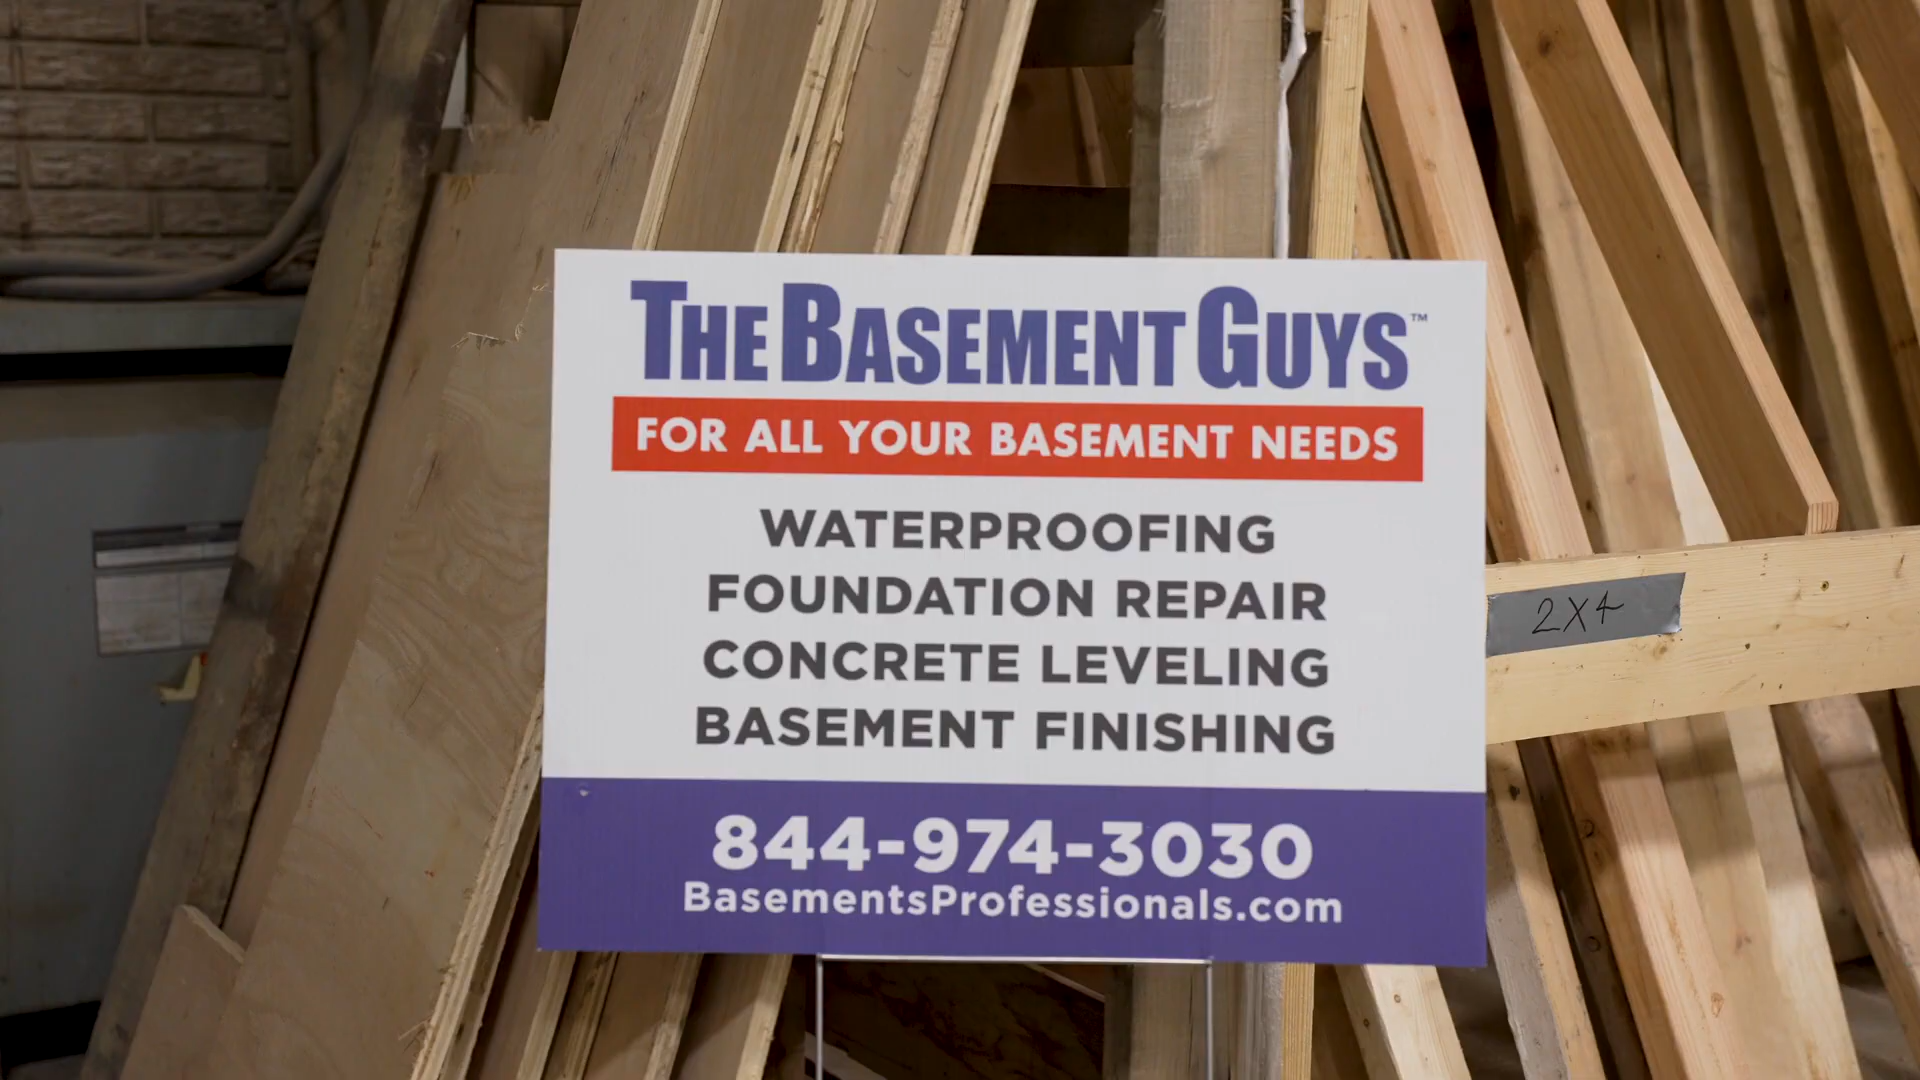 THE BASEMENT GUYS™
FOR ALL YOUR BASEMENT NEEDS
WATERPROOFING
FOUNDATION REPAIR
CONCRETE LEVELING
BASEMENT FINISHING
844-974-3030
BasementsProfessionals.com
2X4